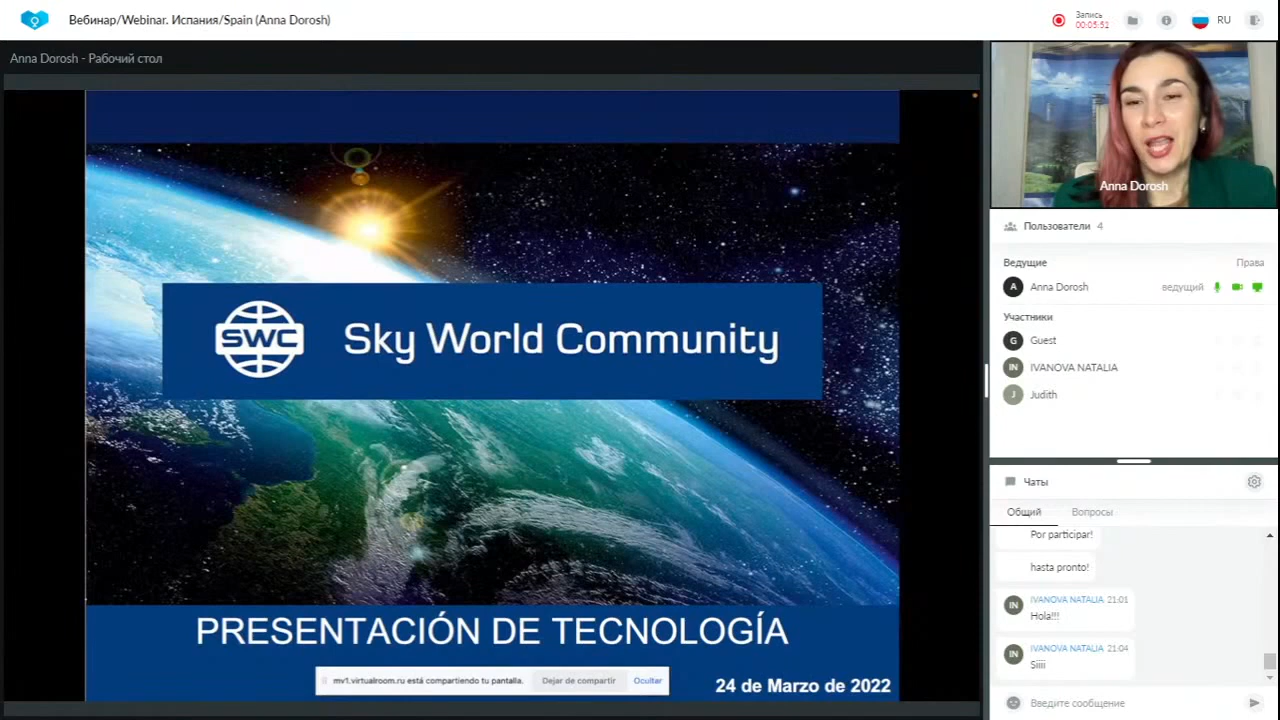 Вебинар/Webinar. Испания/Spain (Anna Dorosh)
Запись
00:05:51
RU
Anna Dorosh - Рабочий стол
Anna Dorosh
SWC
Sky World Community
PRESENTACIÓN DE TECNOLOGÍA
mv1.virtualroom.ru está compartiendo tu pantalla.
Dejar de compartir
Ocultar
24 de Marzo de 2022
Пользователи 4
Ведущие
Права
A
Anna Dorosh
ведущий
Участники
G
Guest
IN
IVANOVA NATALIA
J
Judith
Чаты
Общий
Вопросы
Por participar!
hasta pronto!
IN
IVANOVA NATALIA 21:01
Hola!!!
IN
IVANOVA NATALIA 21:04
Siiii
Введите сообщение